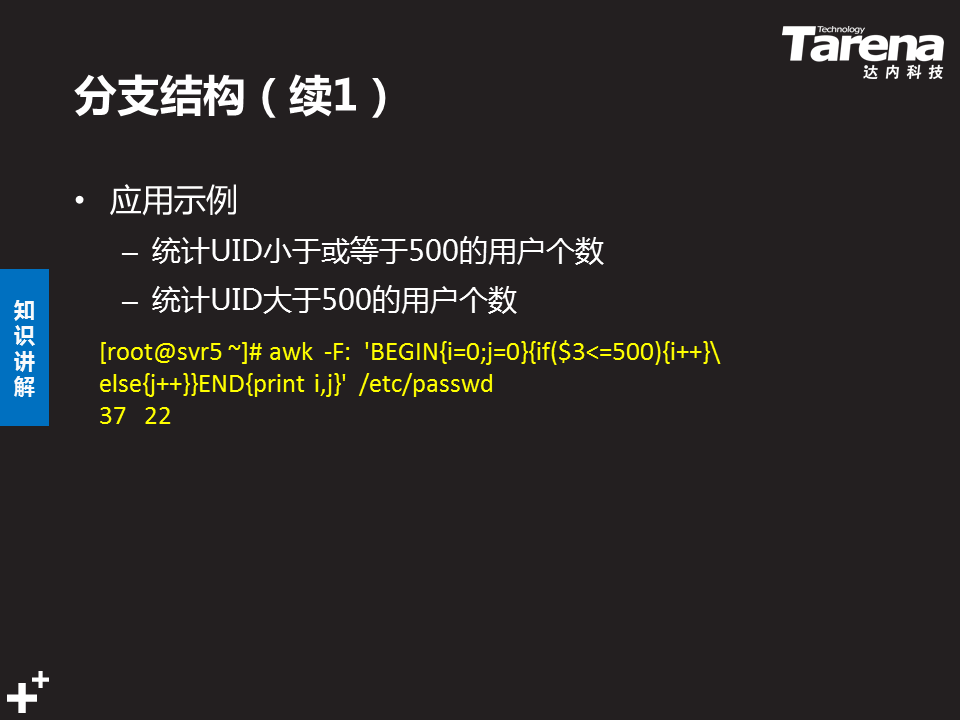 Technology
Tarena
达内科技
分支结构（续1）
• 应用示例
– 统计UID小于或等于500的用户个数
– 统计UID大于500的用户个数
知识讲解
[root@svr5 ~]# awk -F: 'BEGIN{i=0;j=0}{if($3<=500){i++}\
else{j++}}END{print i,j}' /etc/passwd
37 22